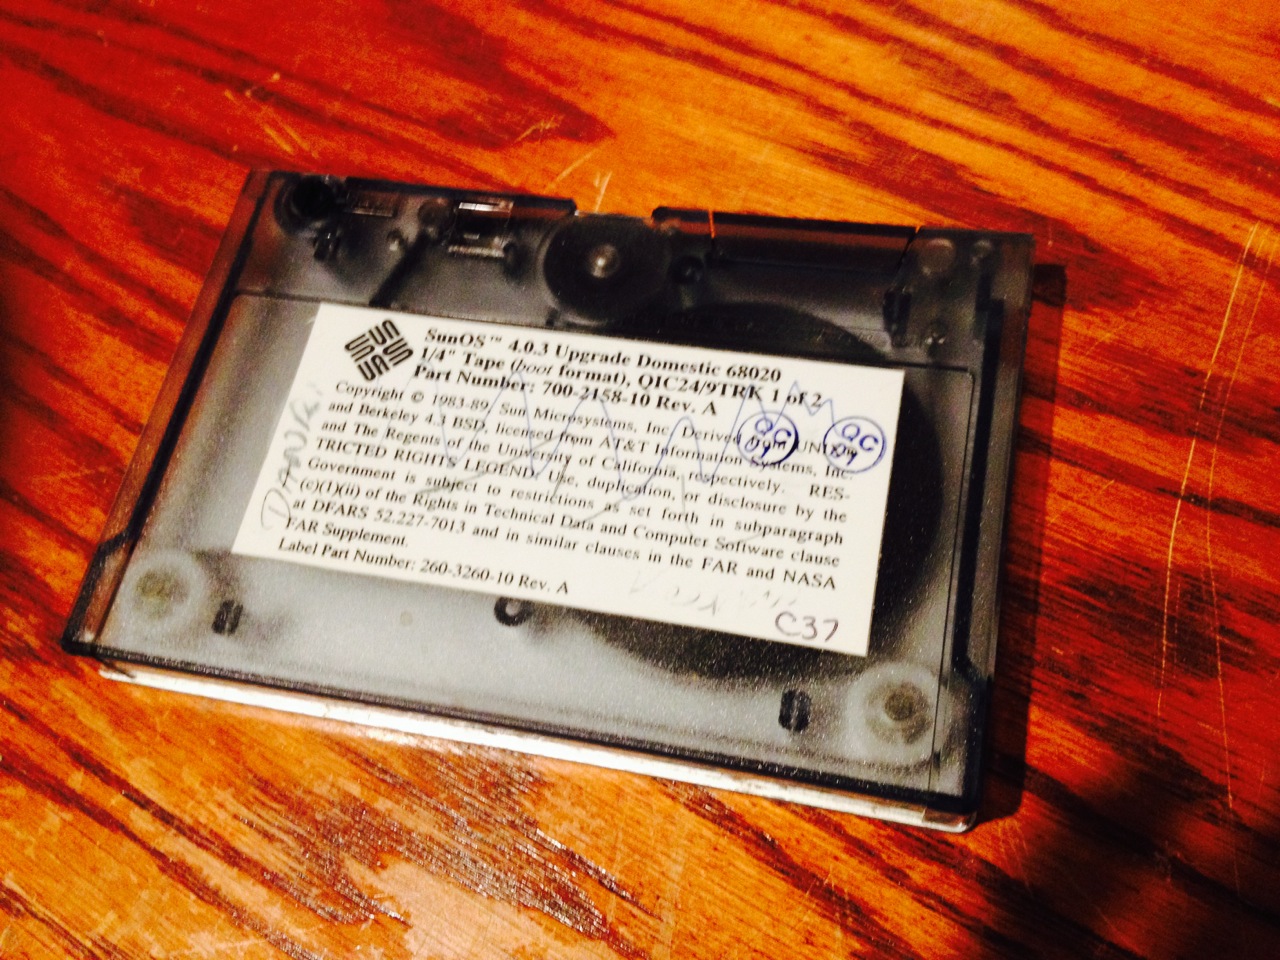 SUN
SunOS™ 4.0.3 Upgrade Domestic 68020
1/4" Tape (boot format), QIC24/9TRK 1 of 2
Part Number: 700-2158-10 Rev. A
Copyright © 1983-89, Sun Microsystems, Inc. Derived from UNIX
and Berkeley 4.3 BSD, licensed from AT&T Information Systems, Inc.
and The Regents of the University of California, respectively. RES-
TRICTED RIGHTS LEGEND: Use, duplication, or disclosure by the
Government is subject to restrictions as set forth in subparagraph
(c)(1)(ii) of the Rights in Technical Data and Computer Software clause
at DFARS 52.227-7013 and in similar clauses in the FAR and NASA
FAR Supplement.
Label Part Number: 260-3260-10 Rev. A
QC
QC
C37